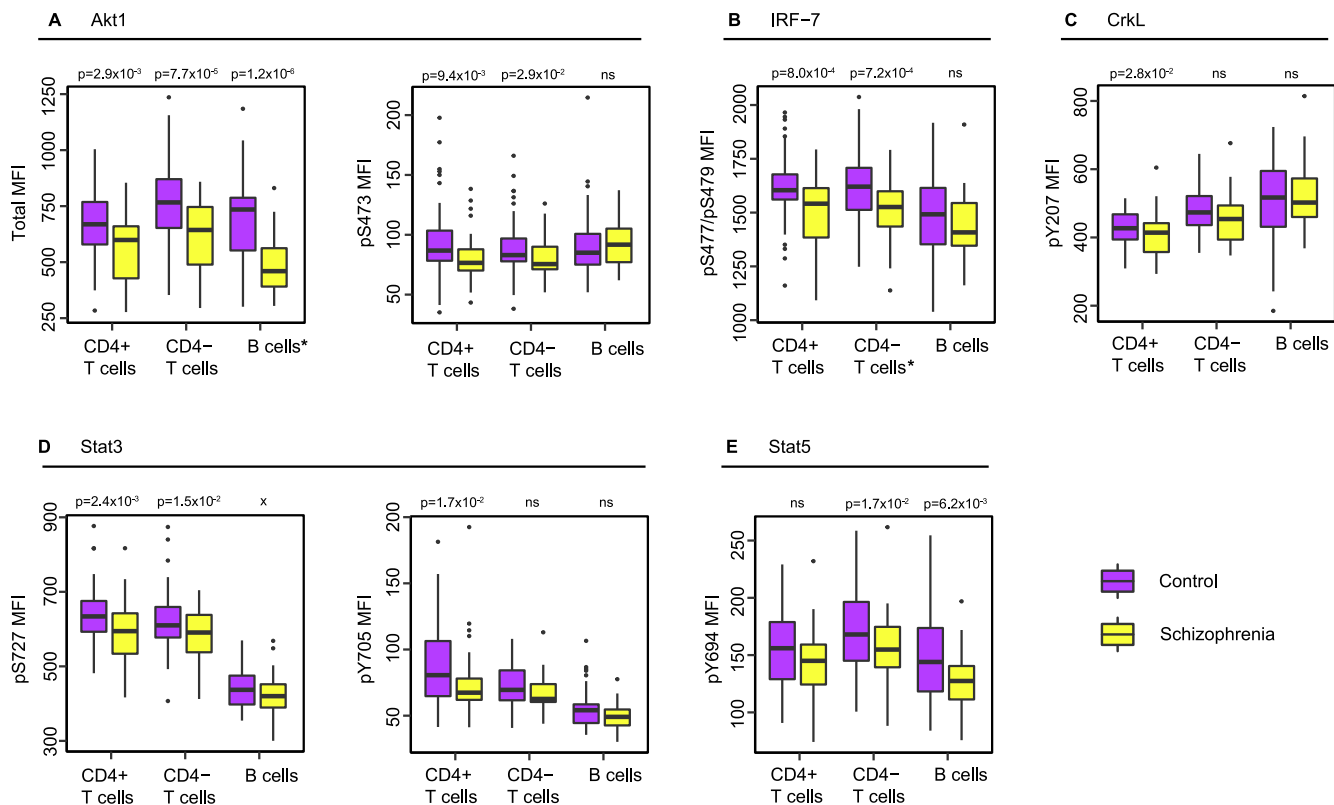 A Akt1
B IRF−7
C CrkL
p=2.9x10⁻³ p=7.7x10⁻⁵ p=1.2x10⁻⁶
p=9.4x10⁻³ p=2.9x10⁻² ns
p=8.0x10⁻⁴ p=7.2x10⁻⁴ ns
p=2.8x10⁻² ns ns
Total MFI
1250
1000
750
500
250
CD4+ CD4− B cells*
T cells T cells
pS473 MFI
200
150
100
50
CD4+ CD4− B cells
T cells T cells
pS477/pS479 MFI
2000
1750
1500
1250
1000
CD4+ CD4− B cells
T cells T cells*
pY207 MFI
800
600
400
200
CD4+ CD4− B cells
T cells T cells
D Stat3
E Stat5
p=2.4x10⁻³ p=1.5x10⁻² x
p=1.7x10⁻² ns ns
ns p=1.7x10⁻² p=6.2x10⁻³
pS727 MFI
900
700
500
300
CD4+ CD4− B cells
T cells T cells
pY705 MFI
200
150
100
50
CD4+ CD4− B cells
T cells T cells
pY694 MFI
250
200
150
100
CD4+ CD4− B cells
T cells T cells
Control
Schizophrenia